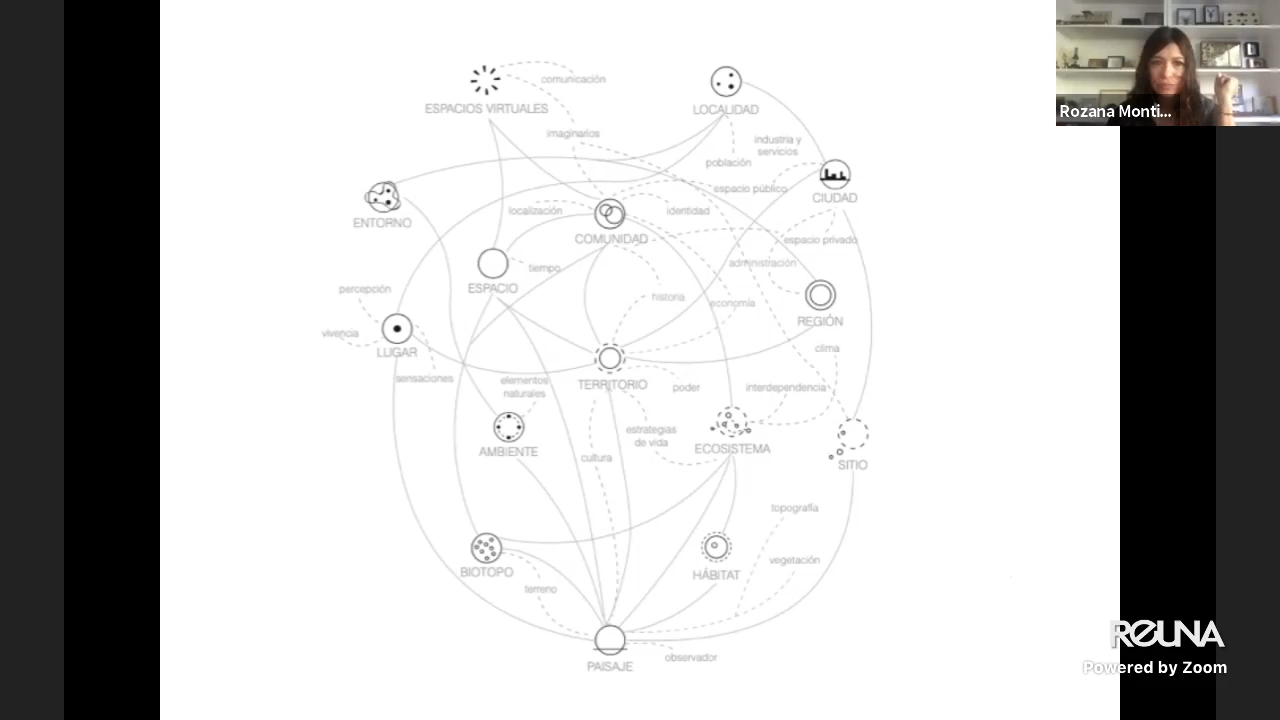 Rozana Monti...
ESPACIOS VIRTUALES
comunicación
LOCALIDAD
imaginarios
industria y
servicios
población
CIUDAD
espacio público
ENTORNO
localización
identidad
COMUNIDAD
espacio privado
tiempo
administración
ESPACIO
percepción
historia
economía
REGIÓN
vivencia
LUGAR
clima
sensaciones
elementos
naturales
TERRITORIO
poder
interdependencia
AMBIENTE
estrategias
de vida
ECOSISTEMA
cultura
SITIO
topografía
BIOTOPO
HÁBITAT
vegetación
terreno
PAISAJE
observador
REUNA
Powered by Zoom